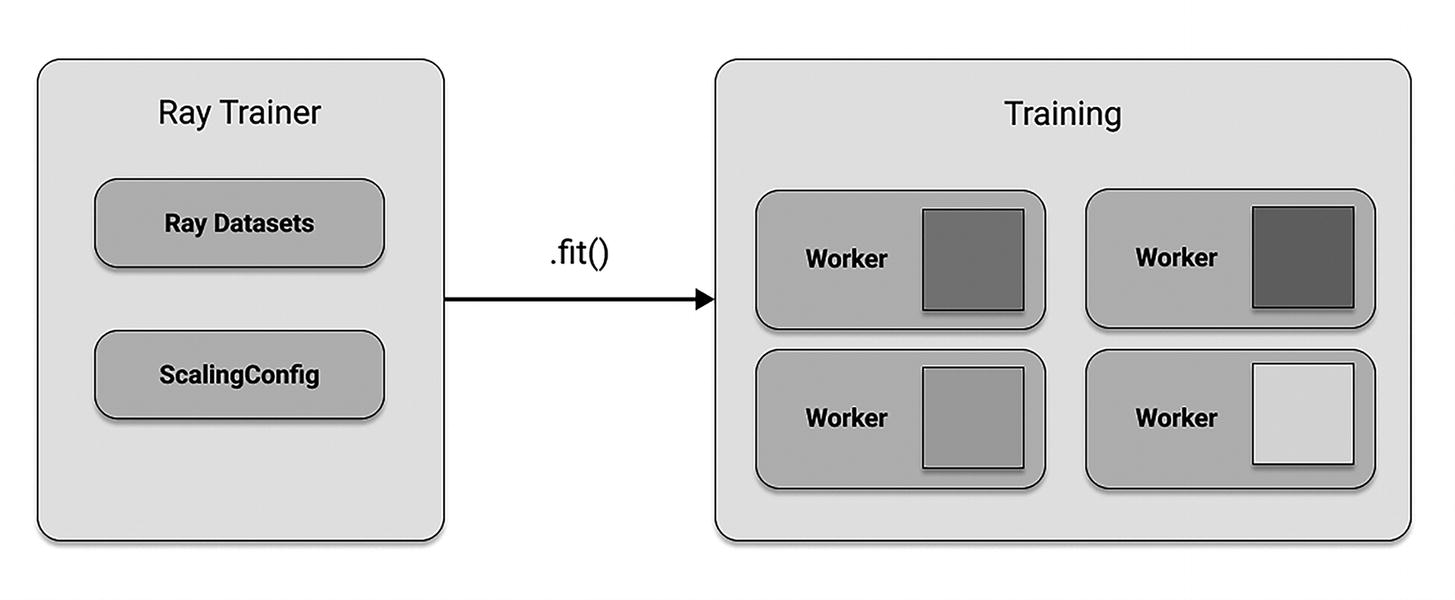 Ray Trainer
Ray Datasets
ScalingConfig
.fit()
Training
Worker
Worker
Worker
Worker